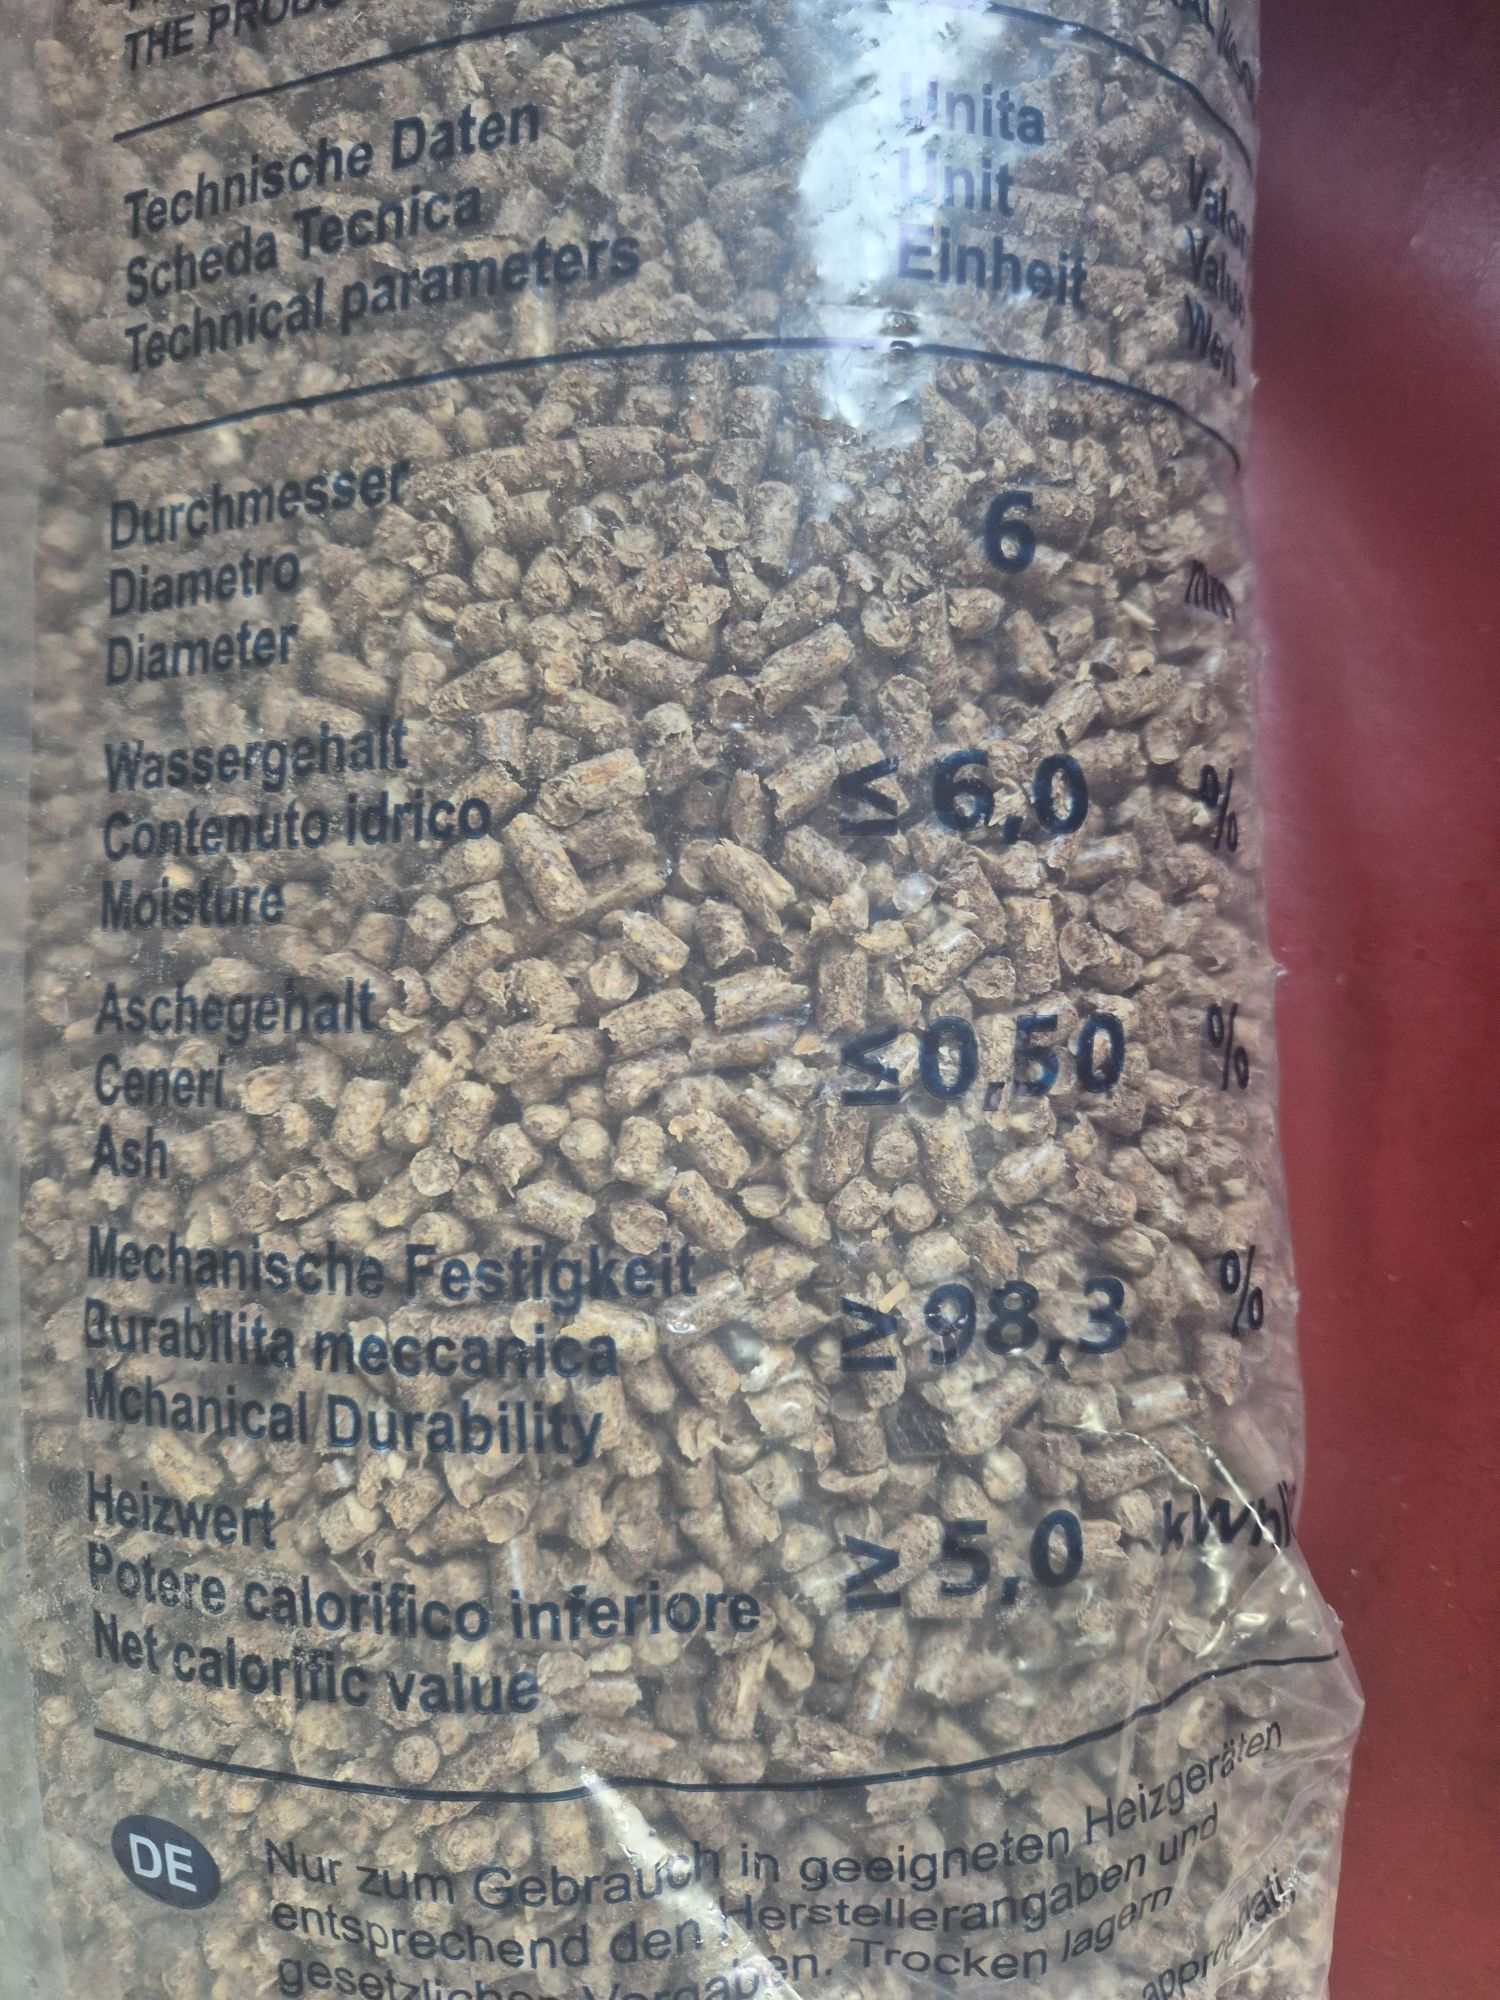 THE
Technische Daten Unita
Scheda Tecnica Unit
Technical parameters Einheit
Durchmesser
Diametro 6 mm
Diameter
Wassergehalt
Contenuto idrico ≤ 6,0 %
Moisture
Aschegehalt
Ceneri ≤0,50 %
Ash
Mechanische Festigkeit
Durabilita meccanica ≥ 98,3 %
Mchanical Durability
Heizwert
Potere calorifico inferiore ≥ 5,0
Net calorific value
DE Nur zum Gebrauch in geeigneten Heizgeräten
entsprechend den Herstellerangaben und
Trocken lagern